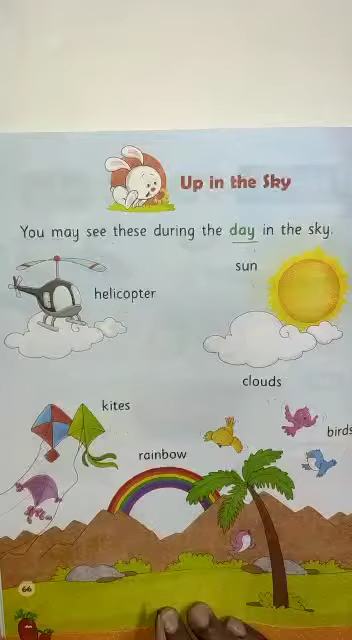 Up in the Sky
You may see these during the day in the sky.
sun
helicopter
clouds
kites
birds
rainbow
66